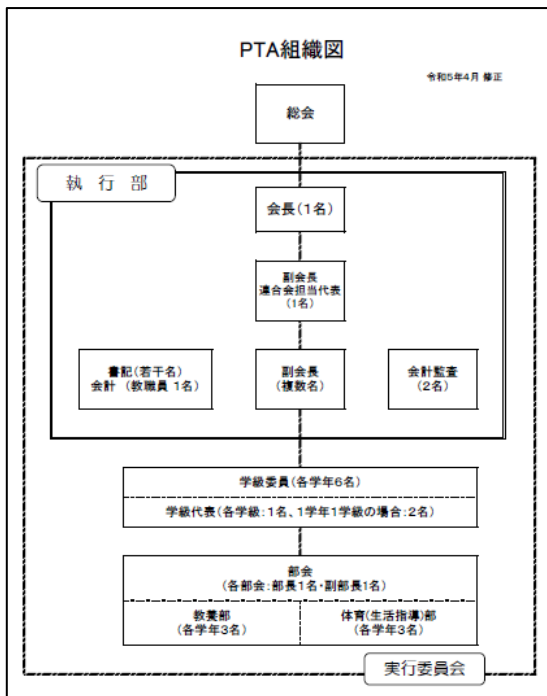 PTA組織図
令和5年4月 修正
総会
執 行 部
会長(1名)
副会長
連合会担当代表
(1名)
書記(若干名)
会計 (教職員 1名)
副会長
(複数名)
会計監査
(2名)
学級委員(各学年6名)
学級代表(各学級:1名、1学年1学級の場合:2名)
部会
(各部会:部長1名・副部長1名)
教養部
(各学年3名)
体育(生活指導)部
(各学年3名)
実行委員会